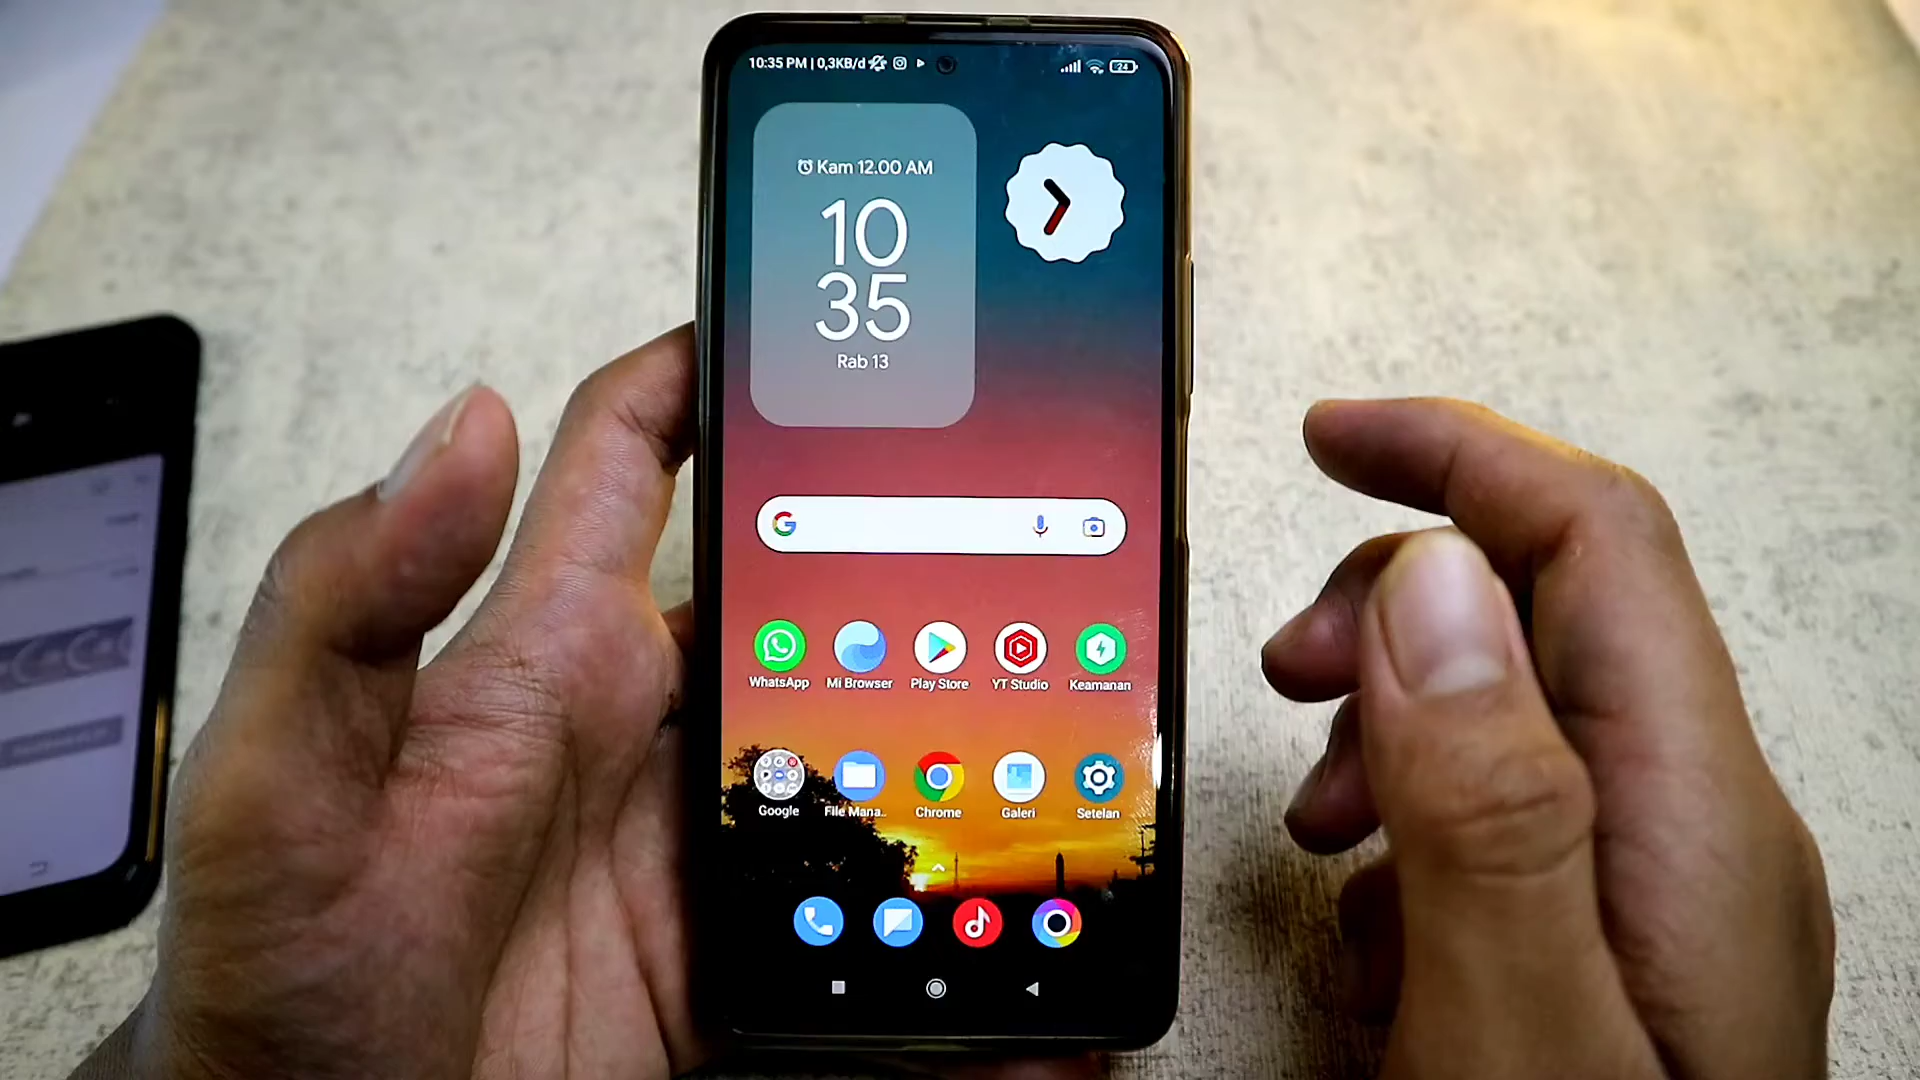 10:35 PM | 0,3KB/d
24
Kam 12.00 AM
10
35
Rab 13
G
WhatsApp
Mi Browser
Play Store
YT Studio
Keamanan
Google
File Mana..
Chrome
Galeri
Setelan